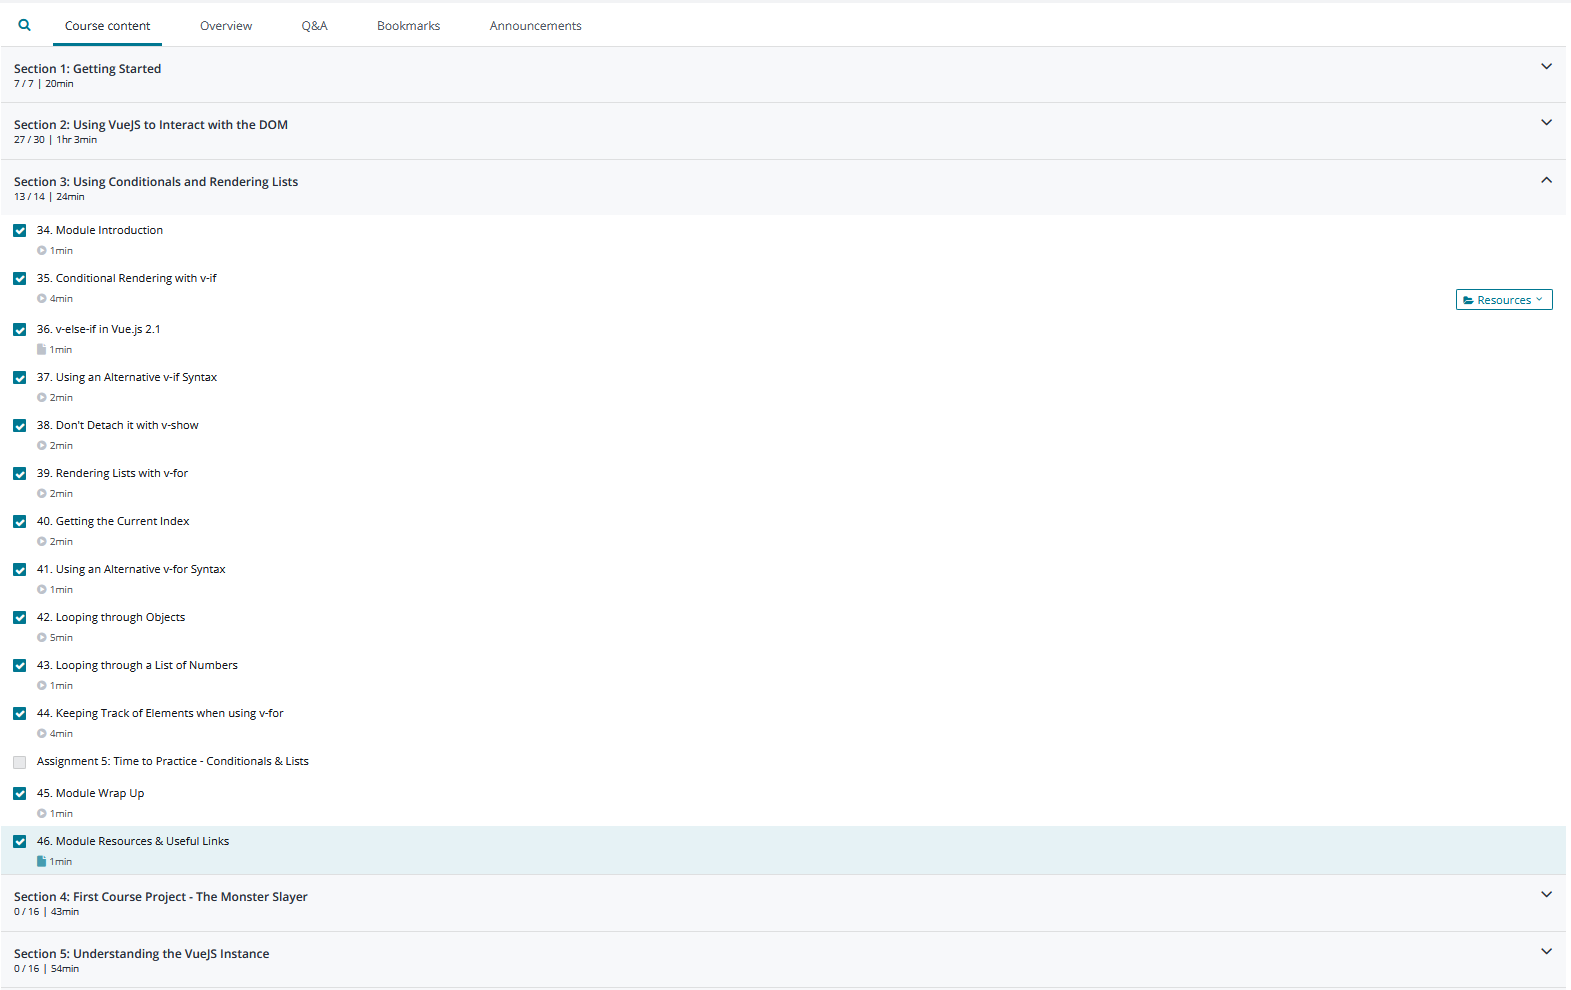 Course content
Overview
Q&A
Bookmarks
Announcements
Section 1: Getting Started
7 / 7 | 20min
Section 2: Using VueJS to Interact with the DOM
27 / 30 | 1hr 3min
Section 3: Using Conditionals and Rendering Lists
13 / 14 | 24min
34. Module Introduction
1min
35. Conditional Rendering with v-if
4min
Resources
36. v-else-if in Vue.js 2.1
1min
37. Using an Alternative v-if Syntax
2min
38. Don't Detach it with v-show
2min
39. Rendering Lists with v-for
2min
40. Getting the Current Index
2min
41. Using an Alternative v-for Syntax
1min
42. Looping through Objects
5min
43. Looping through a List of Numbers
1min
44. Keeping Track of Elements when using v-for
4min
Assignment 5: Time to Practice - Conditionals & Lists
45. Module Wrap Up
1min
46. Module Resources & Useful Links
1min
Section 4: First Course Project - The Monster Slayer
0 / 16 | 43min
Section 5: Understanding the VueJS Instance
0 / 16 | 54min